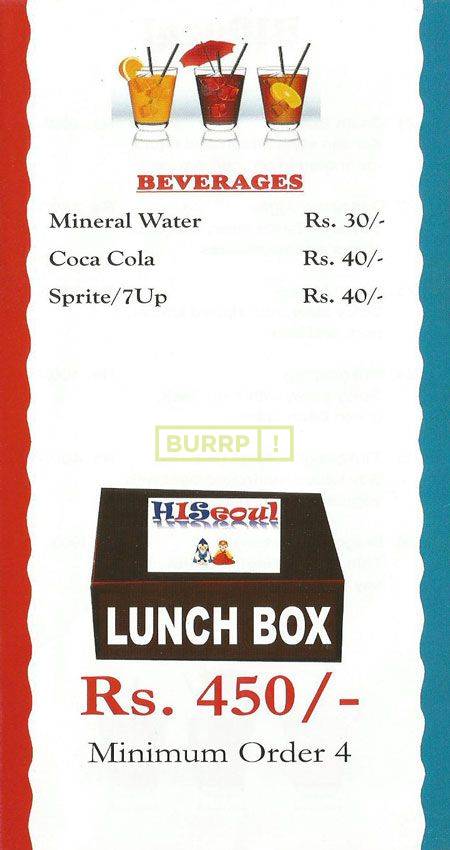 BEVERAGES
Mineral Water Rs. 30/-
Coca Cola Rs. 40/-
Sprite/7Up Rs. 40/-
BURRP !
HISeoul
LUNCH BOX
Rs. 450/-
Minimum Order 4